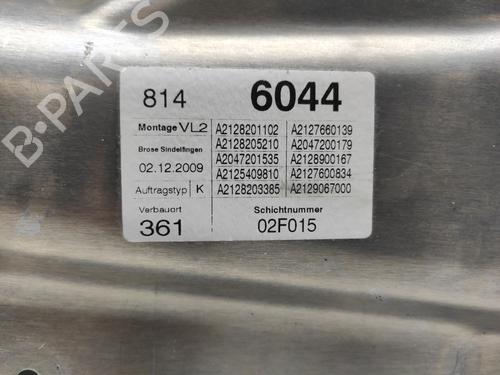 814 6044
Montage VL2 A2128201102 A2127660139
A2128205210 A2047200179
Brose Sindelfingen A2047201535 A2128900167
02.12.2009 A2125409810 A2127600834
Auftragstyp K A2128203385 A2129067000
Verbauort Schichtnummer
361 02F015
B-PARTS